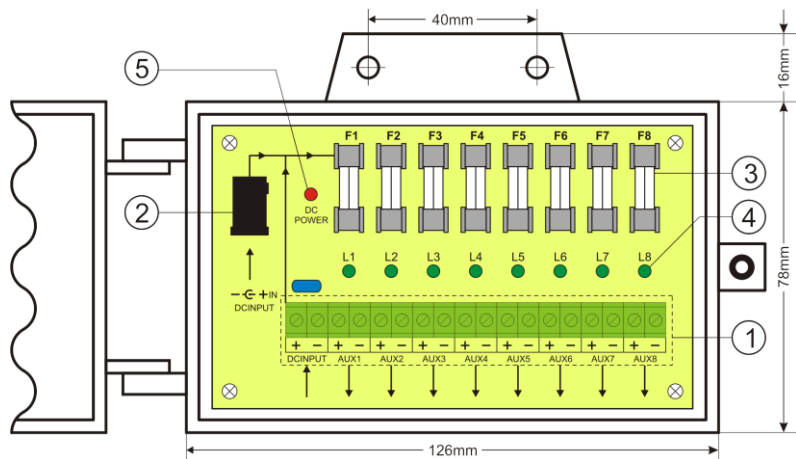 40mm
16mm
5
F1 F2 F3 F4 F5 F6 F7 F8
3
2
DC
POWER
4
L1 L2 L3 L4 L5 L6 L7 L8
78mm
− + IN
DCINPUT
1
+ − + − + − + − + − + − + − + − + −
DCINPUT AUX1 AUX2 AUX3 AUX4 AUX5 AUX6 AUX7 AUX8
126mm